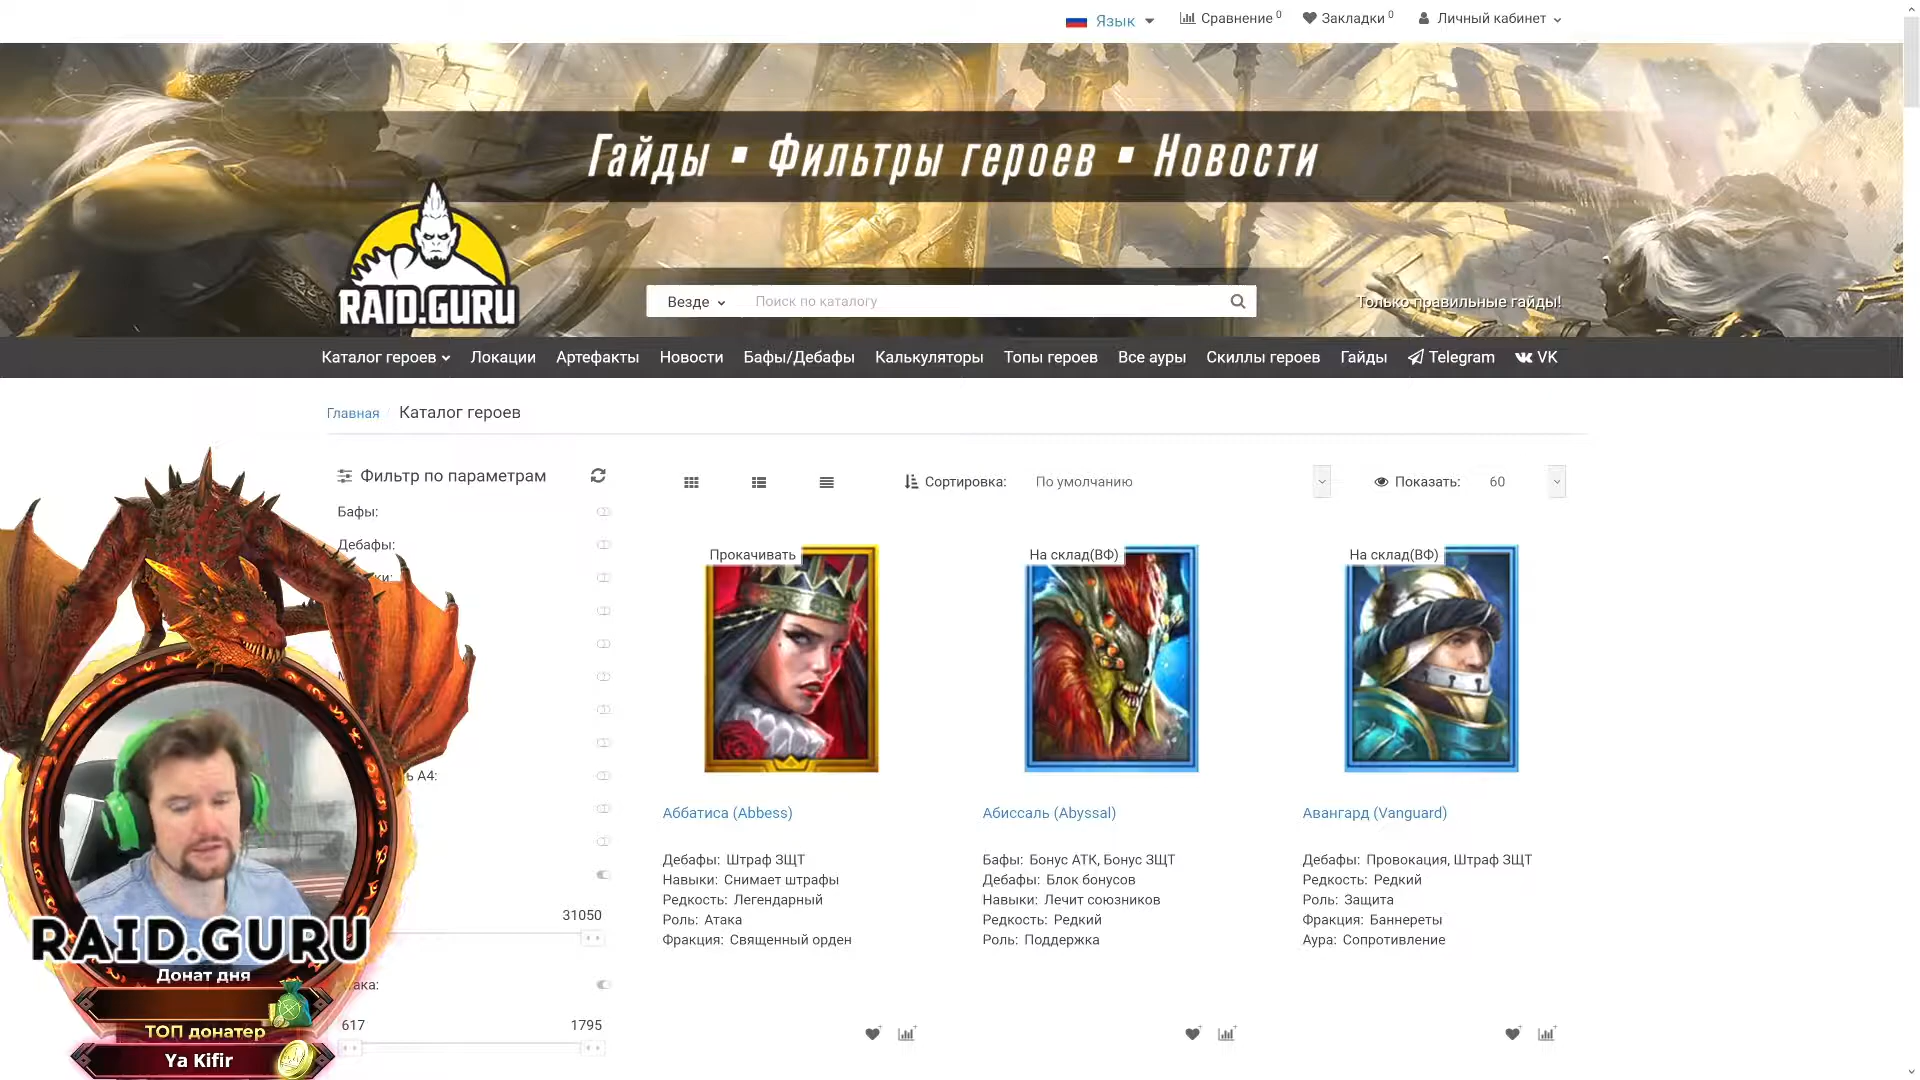 Язык
Сравнение 0
Закладки 0
Личный кабинет
Гайды ▪ Фильтры героев ▪ Новости
RAID.GURU
Везде
Поиск по каталогу
Только правильные гайды!
Каталог героев
Локации
Артефакты
Новости
Бафы/Дебафы
Калькуляторы
Топы героев
Все ауры
Скиллы героев
Гайды
Telegram
VK
Главная
Каталог героев
Фильтр по параметрам
Сортировка:
По умолчанию
Показать:
60
Бафы:
Дебафы:
ки:
ь А4:
31050
ака:
617
1795
Прокачивать
Аббатиса (Abbess)
Дебафы: Штраф ЗЩТ
Навыки: Снимает штрафы
Редкость: Легендарный
Роль: Атака
Фракция: Священный орден
На склад(ВФ)
Абиссаль (Abyssal)
Бафы: Бонус АТК, Бонус ЗЩТ
Дебафы: Блок бонусов
Навыки: Лечит союзников
Редкость: Редкий
Роль: Поддержка
На склад(ВФ)
Авангард (Vanguard)
Дебафы: Провокация, Штраф ЗЩТ
Редкость: Редкий
Роль: Защита
Фракция: Баннереты
Аура: Сопротивление
RAID.GURU
Донат дня
ТОП донатер
Ya Kifir